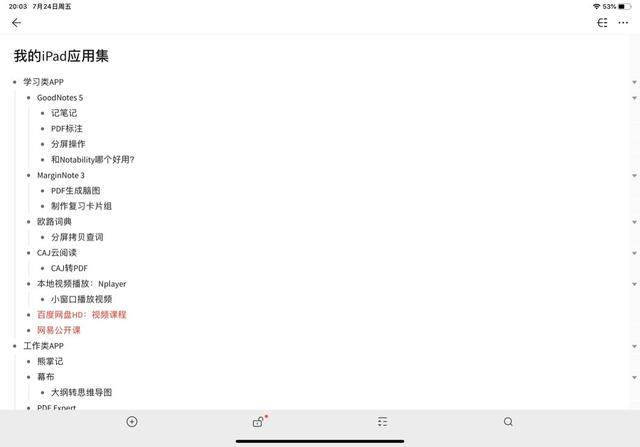 20:03 7月24日周五
53%
我的iPad应用集
学习类APP
GoodNotes 5
记笔记
PDF标注
分屏操作
和Notability哪个好用?
MarginNote 3
PDF生成脑图
制作复习卡片组
欧路词典
分屏拷贝查词
CAJ云阅读
CAJ转PDF
本地视频播放：Nplayer
小窗口播放视频
百度网盘HD：视频课程
网易公开课
工作类APP
熊掌记
幕布
大纲转思维导图
PDF Expert